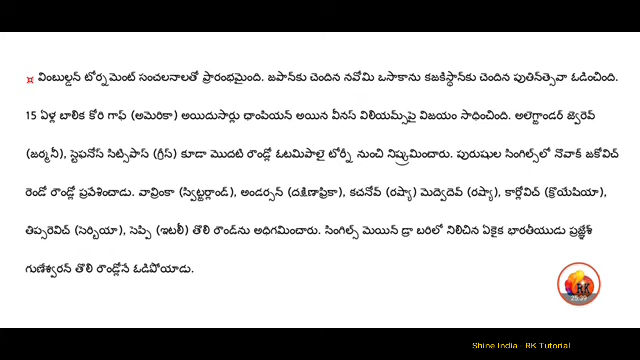 ¤ వింబుల్డన్ టోర్నమెంట్ సంచలనాలతో ప్రారంభమైంది. జపాన్‌కు చెందిన నవోమి ఒసాకాను కజకిస్థాన్‌కు చెందిన పుతిన్‌త్సెవా ఓడించింది.
15 ఏళ్ల బాలిక కోరి గాఫ్ (అమెరికా) అయిదుసార్లు ఛాంపియన్ అయిన వీనస్ విలియమ్స్‌పై విజయం సాధించింది. అలెగ్జాండర్ జ్వెరెవ్
(జర్మనీ), స్టెఫనోస్ సిట్సిపాస్ (గ్రీస్) కూడా మొదటి రౌండ్లో ఓటమిపాలై టోర్నీ నుంచి నిష్క్రమించారు. పురుషుల సింగిల్స్‌లో నొవాక్ జకోవిచ్
రెండో రౌండ్లో ప్రవేశించాడు. వావ్రింకా (స్విట్జర్లాండ్), అండర్సన్ (దక్షిణాఫ్రికా), కచనోవ్ (రష్యా) మెద్వెదెవ్ (రష్యా), కార్లోవిచ్ (క్రొయేషియా),
తిప్సరెవిచ్ (సెర్బియా), సెప్పి (ఇటలీ) తొలి రౌండ్‌ను అధిగమించారు. సింగిల్స్ మెయిన్ డ్రా బరిలో నిలిచిన ఏకైక భారతీయుడు ప్రజ్ఞేశ్
గుణేశ్వరన్ తొలి రౌండ్లోనే ఓడిపోయాడు.
RK
25:39
Shine India - RK Tutorial